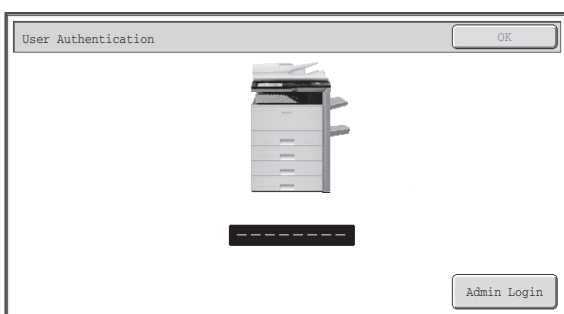 User Authentication
OK
---------
Admin Login